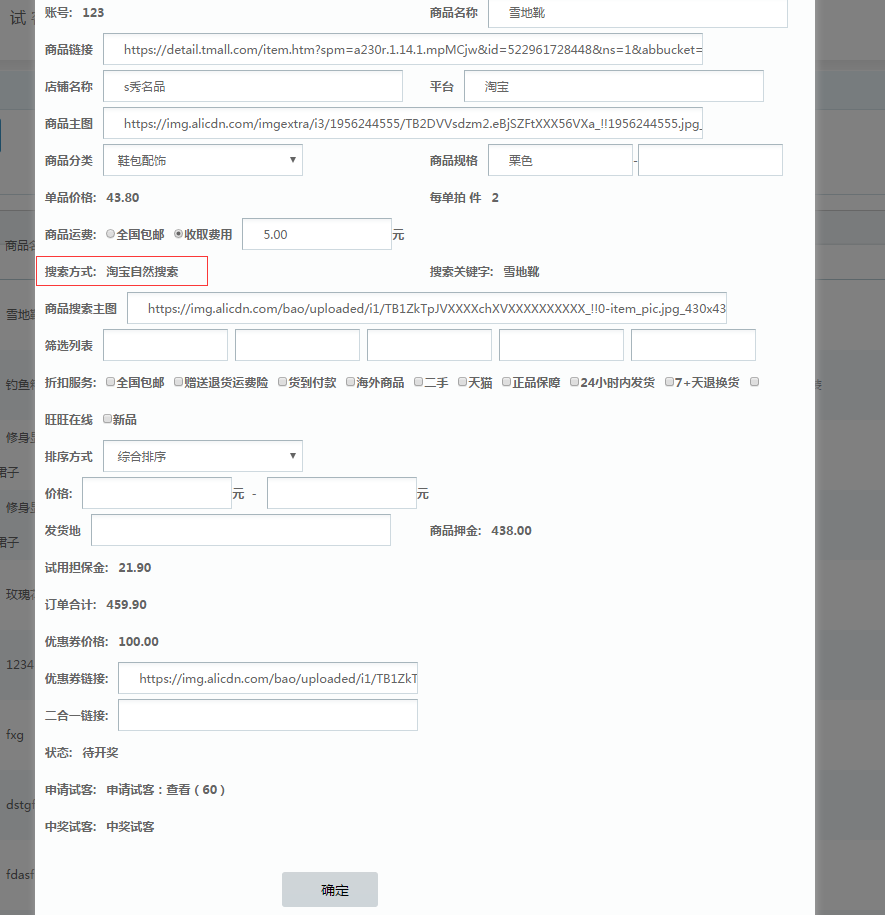 试
账号: 123 商品名称 雪地靴
商品链接 https://detail.tmall.com/item.htm?spm=a230r.1.14.1.mpMCjw&id=522961728448&ns=1&abbucket=
店铺名称 s秀名品 平台 淘宝
商品主图 https://img.alicdn.com/imgextra/i3/1956244555/TB2DVVsdzm2.eBjSZFtXXX56VXa_!!1956244555.jpg_
商品分类 鞋包配饰 商品规格 栗色 -
单品价格: 43.80 每单拍 件 2
商品运费: 全国包邮 收取费用 5.00 元
商品名
搜索方式: 淘宝自然搜索 搜索关键字: 雪地靴
商品搜索主图 https://img.alicdn.com/bao/uploaded/i1/TB1ZkTpJVXXXXchXVXXXXXXXXXX_!!0-item_pic.jpg_430x43
雪地
筛选列表
折扣服务: 全国包邮 赠送退货运费险 货到付款 海外商品 二手 天猫 正品保障 24小时内发货 7+天退换货
钓鱼
旺旺在线 新品
修身
排序方式 综合排序
君子
价格: 元 - 元
修身
发货地 商品押金: 438.00
君子
试用担保金: 21.90
玫瑰
订单合计: 459.90
优惠券价格: 100.00
1234
优惠券链接: https://img.alicdn.com/bao/uploaded/i1/TB1ZkT
二合一链接:
fxg
状态: 待开奖
申请试客: 申请试客：查看（60）
dstgf
中奖试客: 中奖试客
fdasf
确定